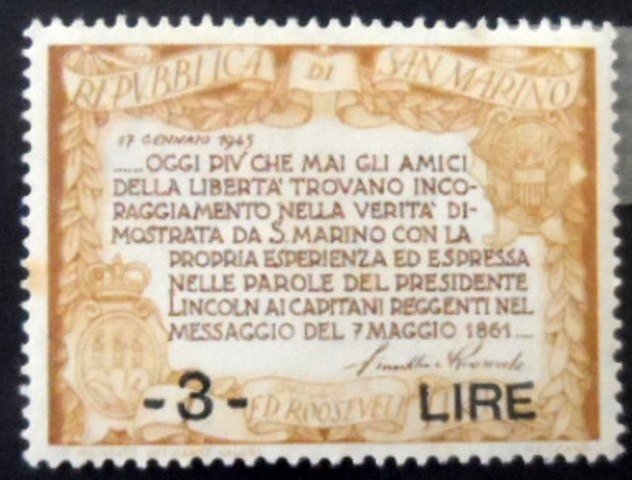 REPVBBLICA DI SAN MARINO
17 GENNAIO 1945
.....OGGI PIV' CHE MAI GLI AMICI
DELLA LIBERTA' TROVANO INCO-
RAGGIAMENTO NELLA VERITA' DI-
MOSTRATA DA S. MARINO CON LA
PROPRIA ESPERIENZA ED ESPRESSA
NELLE PAROLE DEL PRESIDENTE
LINCOLN AI CAPITANI REGGENTI NEL
MESSAGGIO DEL 7 MAGGIO 1861....
-3- LIRE
F.D. ROOSEVELT